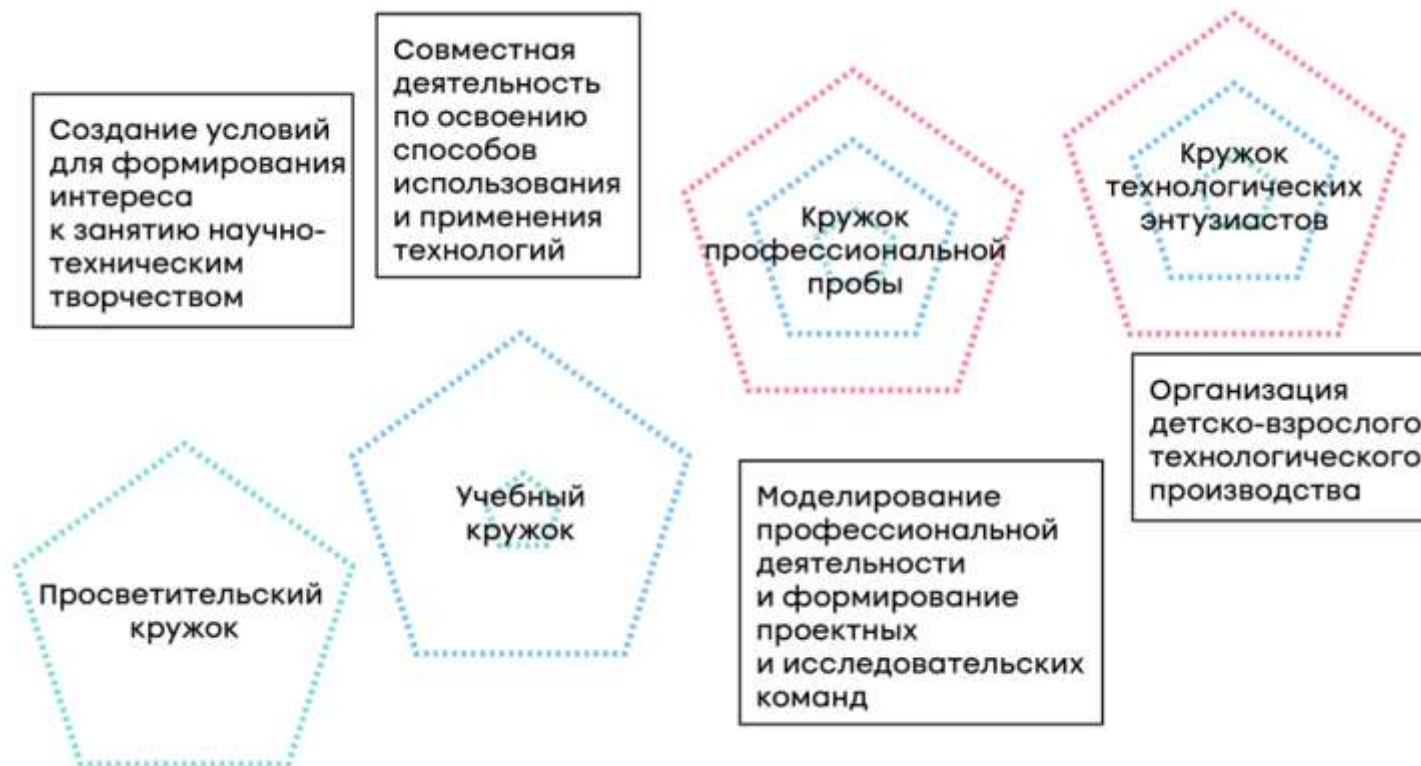 Создание условий
для формирования
интереса
к занятию научно-
техническим
творчеством
Совместная
деятельность
по освоению
способов
использования
и применения
технологий
Кружок
профессиональной
пробы
Кружок
технологических
энтузиастов
Организация
детско-взрослого
технологического
производства
Учебный
кружок
Моделирование
профессиональной
деятельности
и формирование
проектных
и исследовательских
команд
Просветительский
кружок